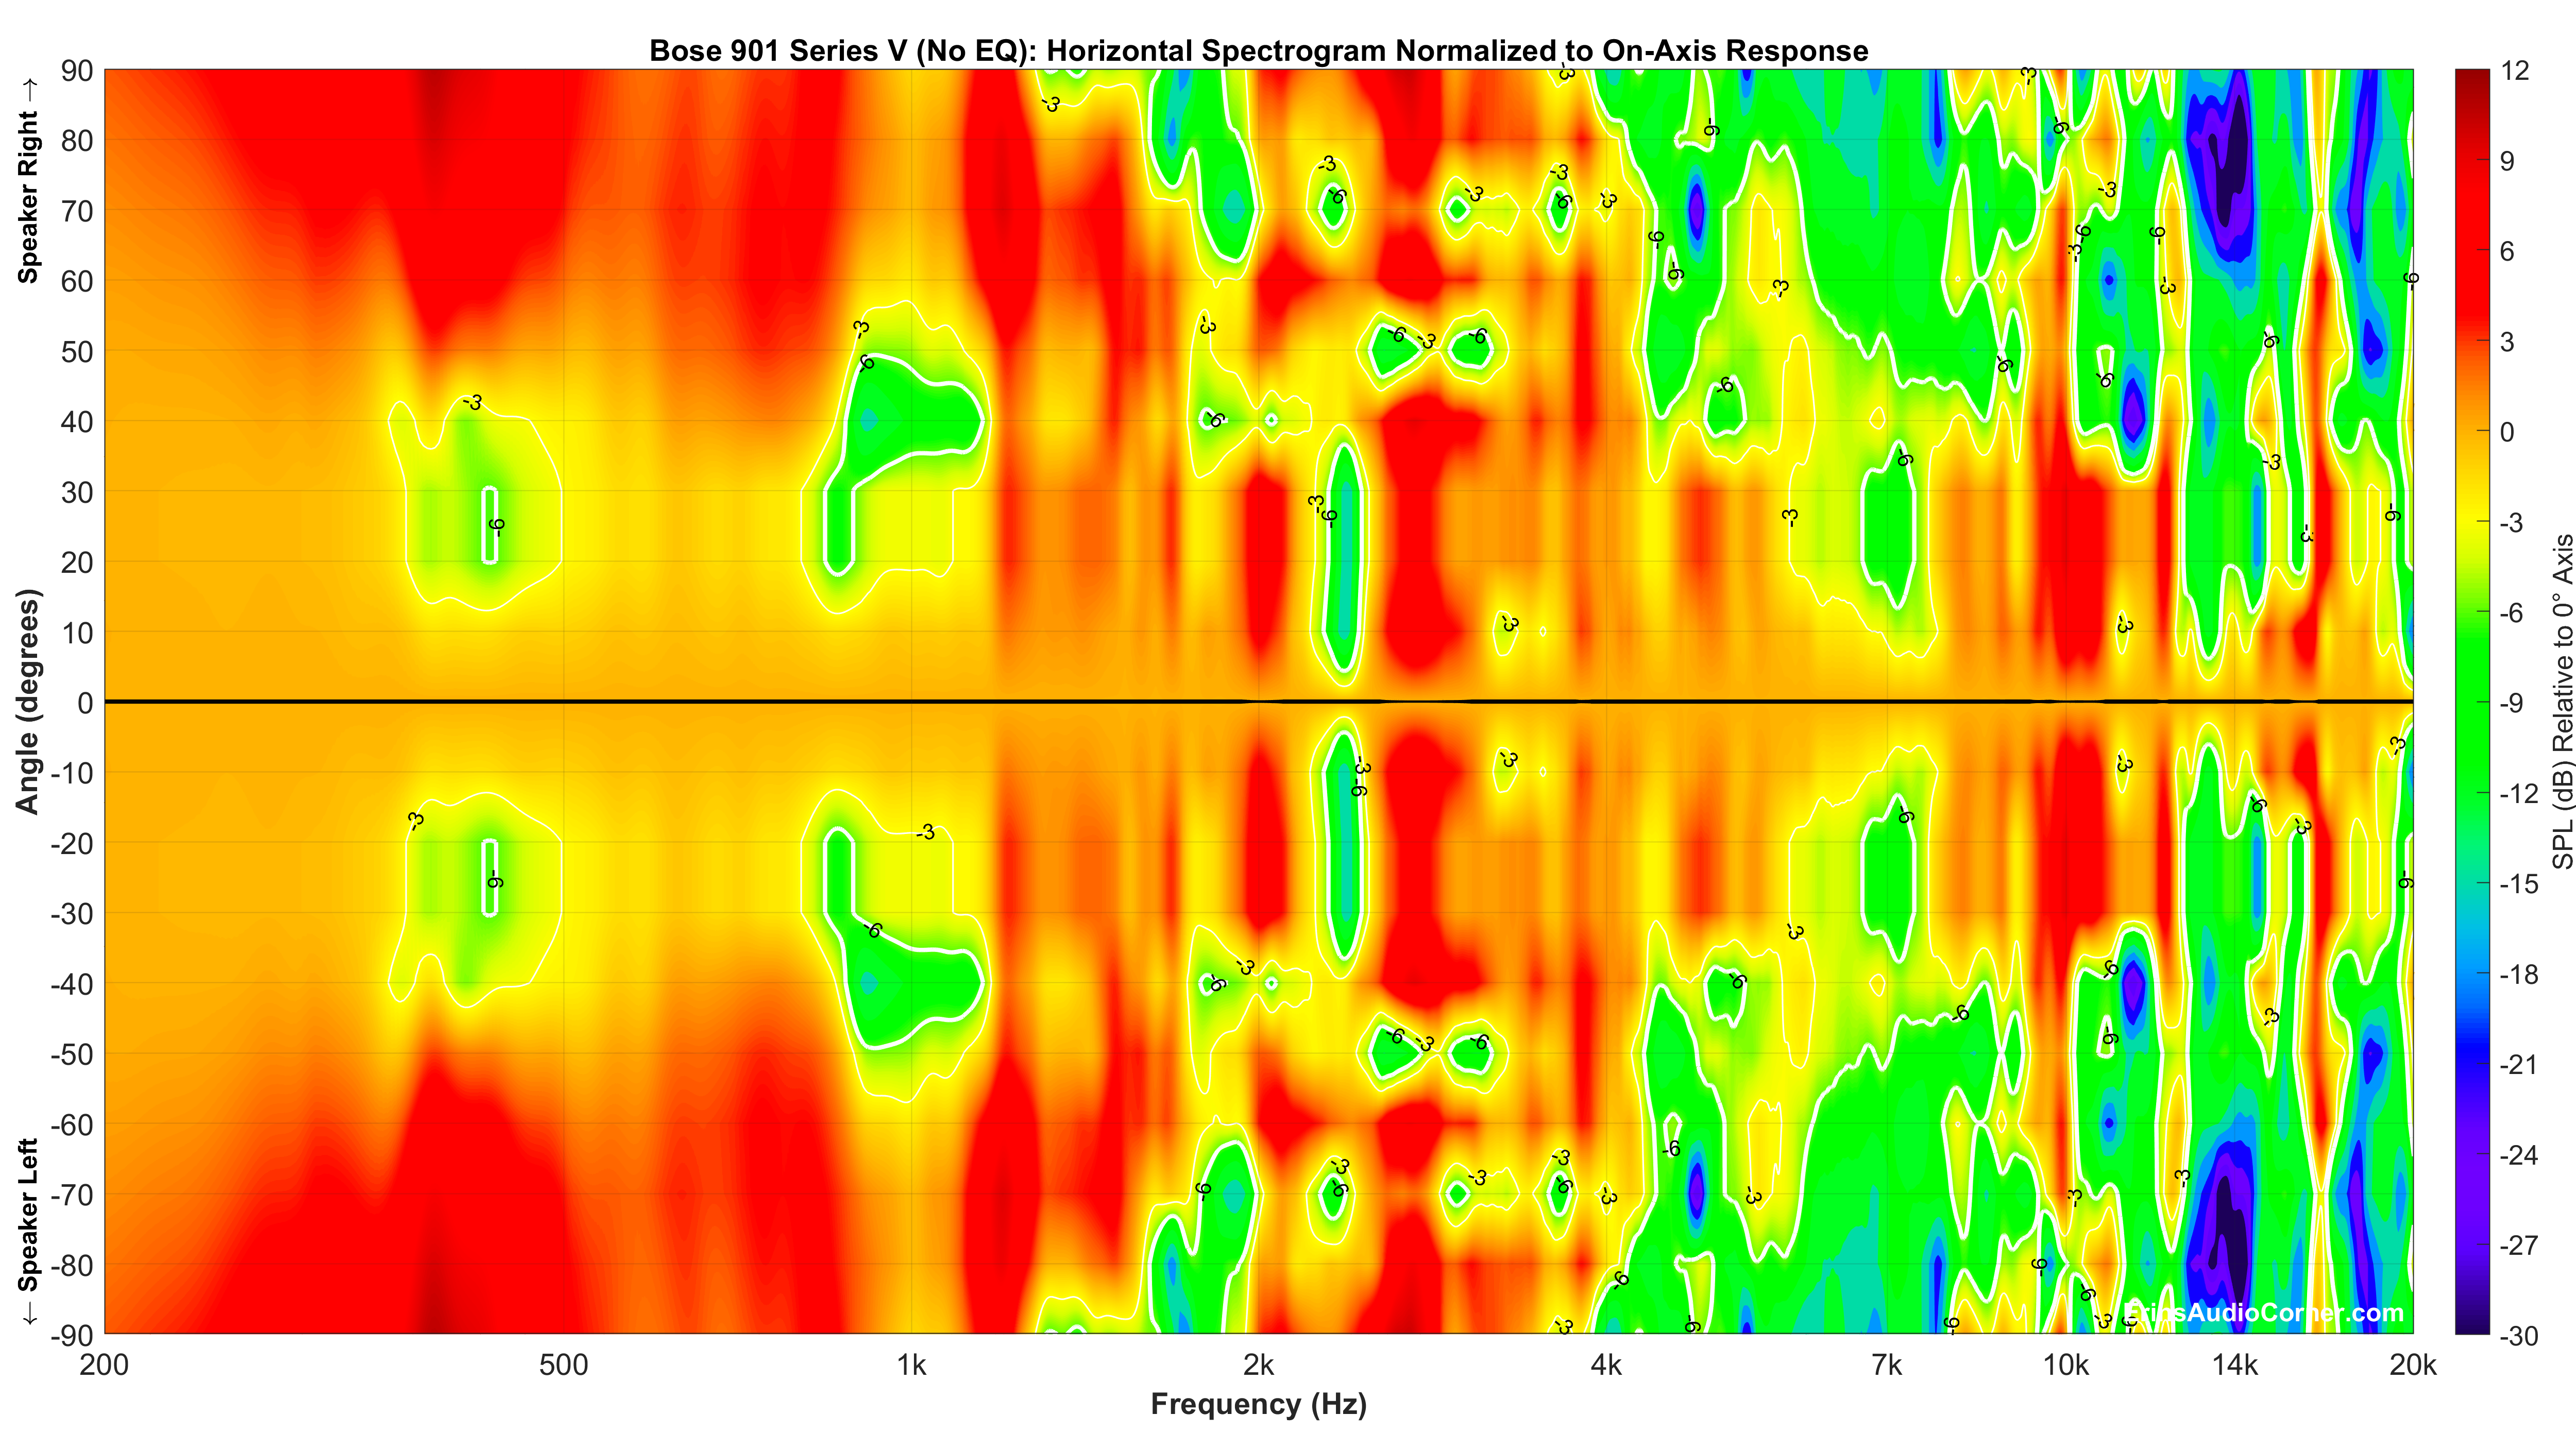 Bose 901 Series V (No EQ): Horizontal Spectrogram Normalized to On-Axis Response
Speaker Right →
Angle (degrees)
← Speaker Left
90
80
70
60
50
40
30
20
10
0
-10
-20
-30
-40
-50
-60
-70
-80
-90
200
500
1k
2k
4k
7k
10k
14k
20k
Frequency (Hz)
12
9
6
3
0
-3
-6
-9
-12
-15
-18
-21
-24
-27
-30
SPL (dB) Relative to 0° Axis
ErinsAudioCorner.com